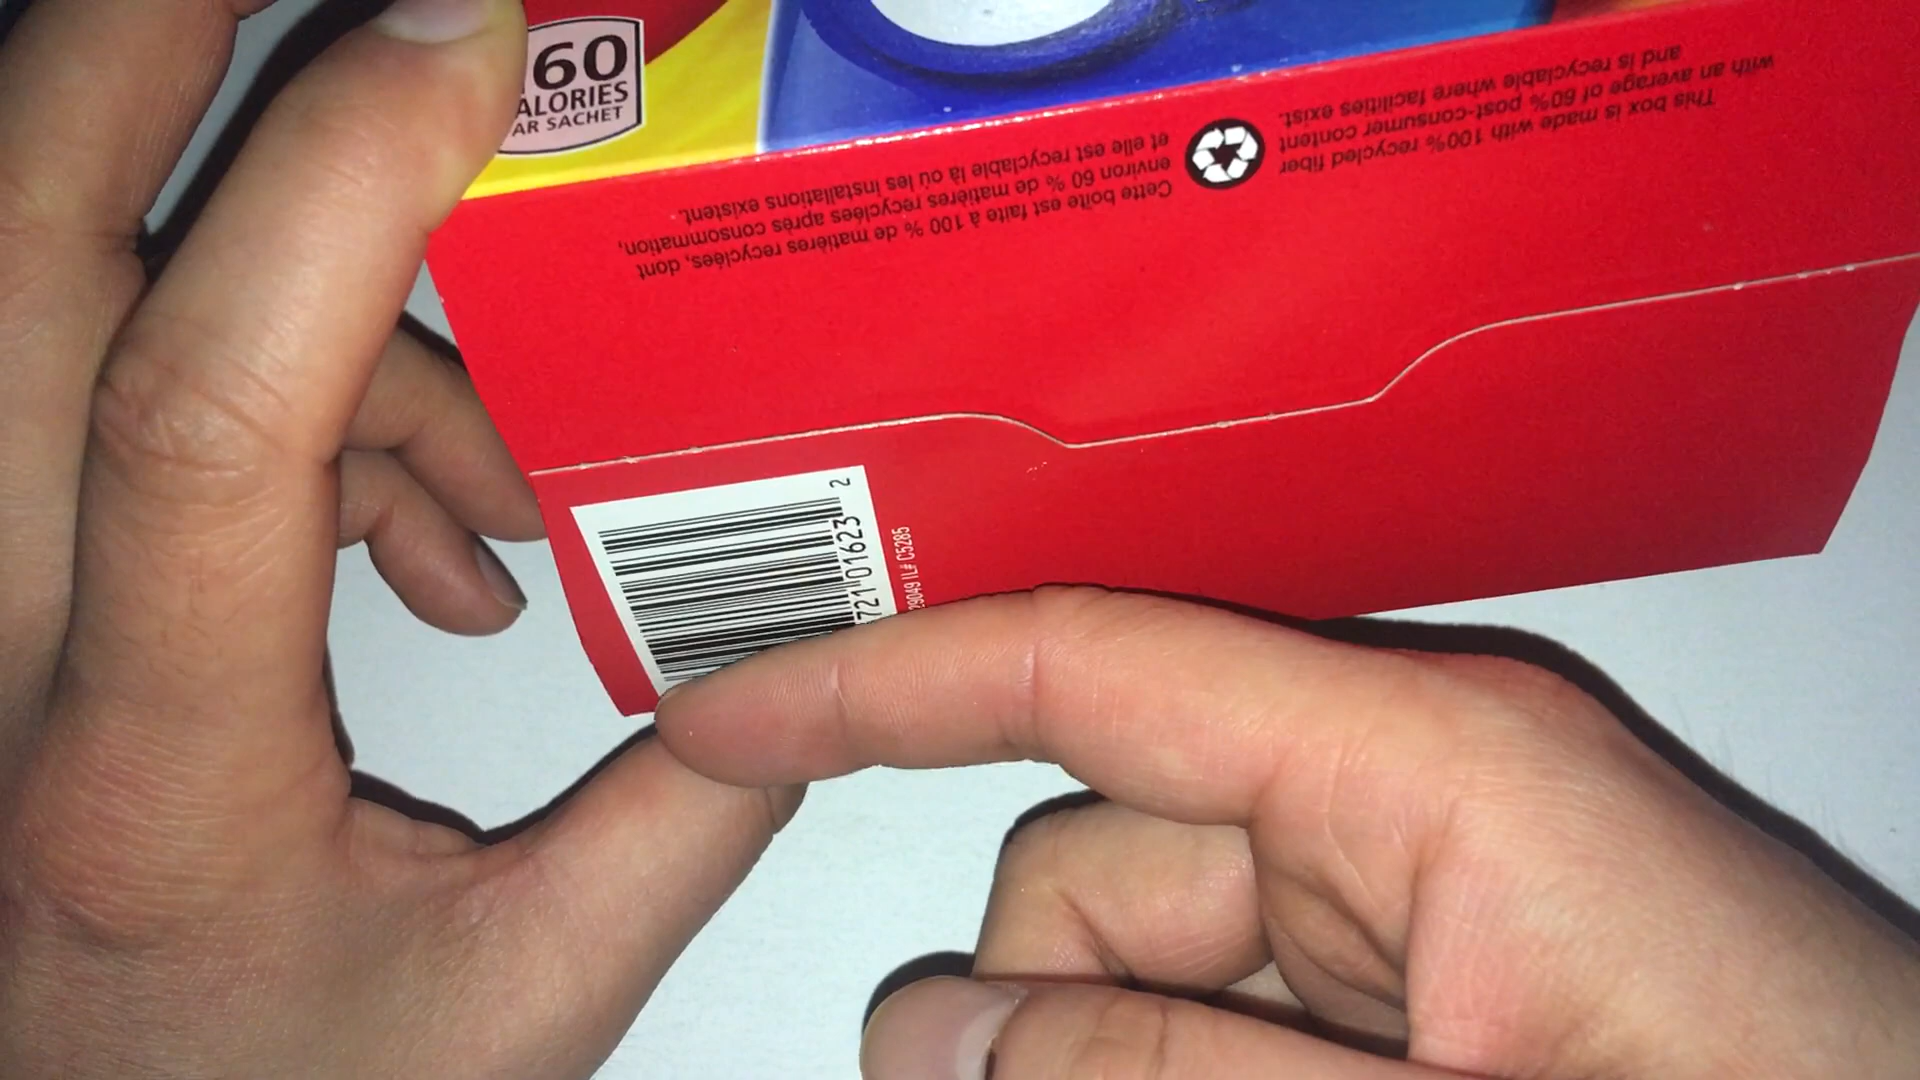 60
ALORIES
AR SACHET
This box is made with 100% recycled fiber
with an average of 60% post-consumer content
and is recyclable where facilities exist.
Cette boîte est faite à 100 % de matières recyclées, dont
environ 60 % de matières recyclées après consommation,
et elle est recyclable là où les installations existent.
721 01623 2
29049 IL# C5285